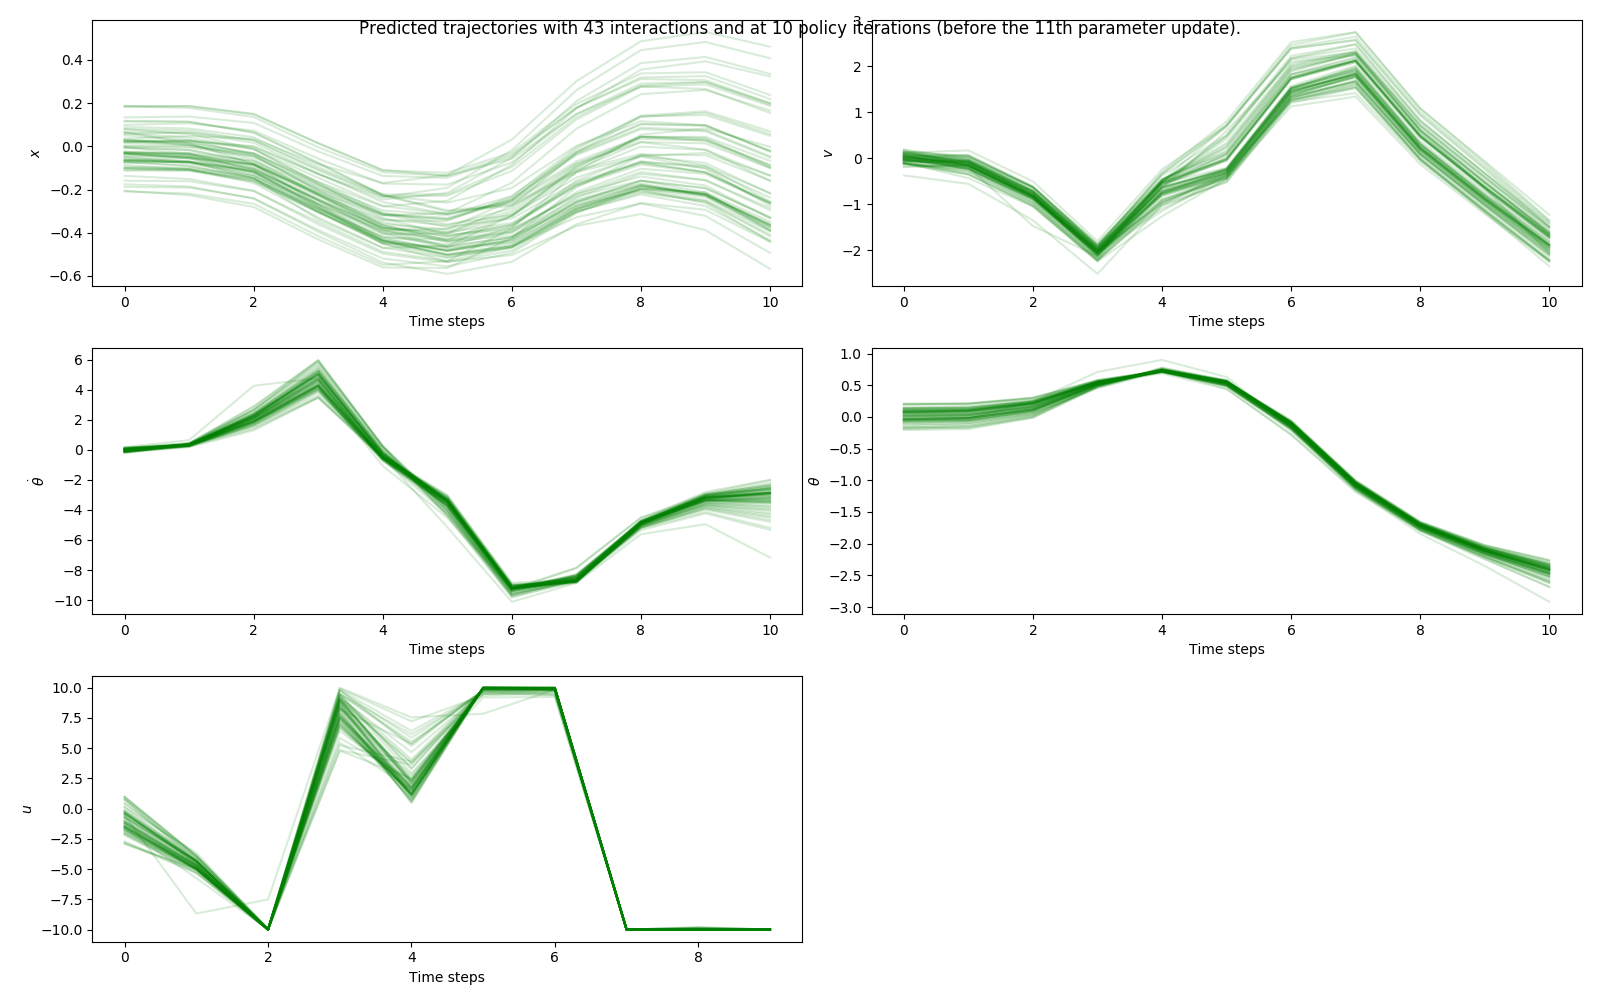 Predicted trajectories with 43 interactions and at 10 policy iterations (before the 11th parameter update).
0.4
0.2
0.0
−0.2
−0.4
−0.6
x
0 2 4 6 8 10
Time steps
3
2
1
0
−1
−2
v
0 2 4 6 8 10
Time steps
6
4
2
0
−2
−4
−6
−8
−10
θ̇
0 2 4 6 8 10
Time steps
1.0
0.5
0.0
−0.5
−1.0
−1.5
−2.0
−2.5
−3.0
θ
0 2 4 6 8 10
Time steps
10.0
7.5
5.0
2.5
0.0
−2.5
−5.0
−7.5
−10.0
u
0 2 4 6 8
Time steps